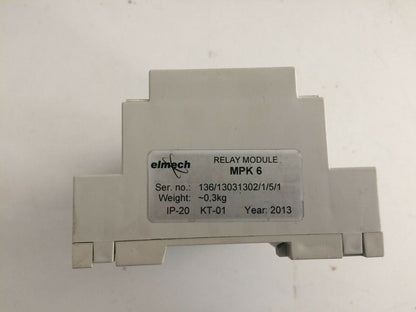 elmech RELAY MODULE
MPK 6
Ser. no.: 136/13031302/1/5/1
Weight: ~0,3kg
IP-20 KT-01 Year: 2013